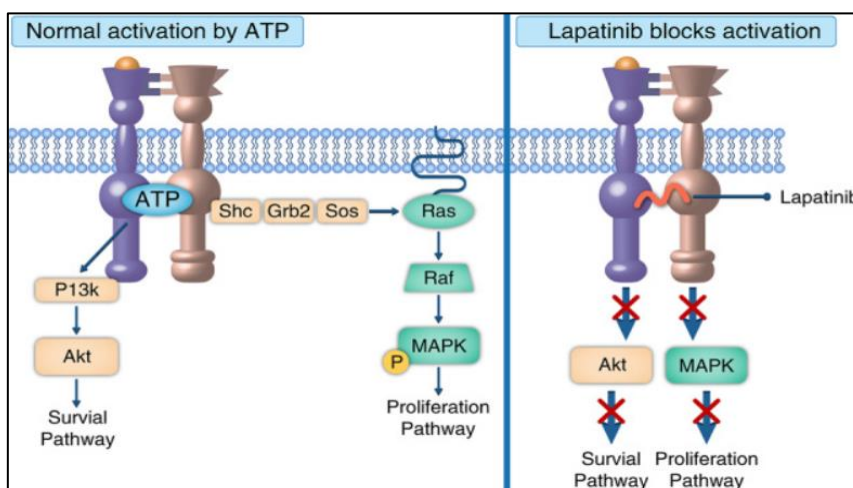 Normal activation by ATP
ATP
Shc
Grb2
Sos
Ras
P13k
Raf
Akt
P
MAPK
Survial
Pathway
Proliferation
Pathway
Lapatinib blocks activation
Lapatinib
Akt
MAPK
Survial
Pathway
Proliferation
Pathway